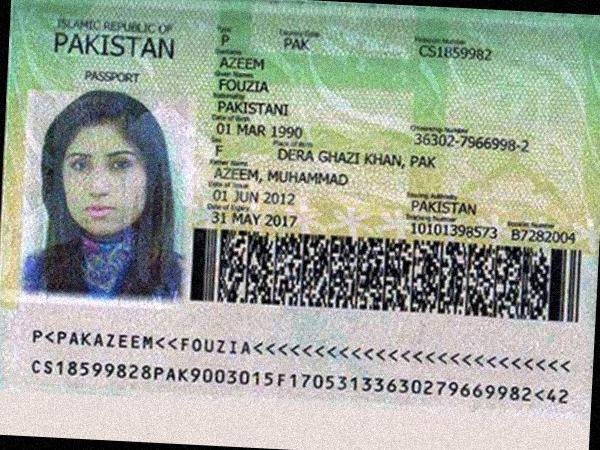 ISLAMIC REPUBLIC OF
PAKISTAN
PASSPORT
Type
P
Country Code
PAK
Passport Number
CS1859982
Surname
AZEEM
Given Names
FOUZIA
Nationality
PAKISTANI
Date of Birth
01 MAR 1990
Citizenship Number
36302-7966998-2
Sex
F
Place of Birth
DERA GHAZI KHAN, PAK
Father Name
AZEEM, MUHAMMAD
Date of Issue
01 JUN 2012
Issuing Authority
PAKISTAN
Date of Expiry
31 MAY 2017
Tracking Number
10101398573
Booklet Number
B7282004
P<PAKAZEEM<<FOUZIA<<<<<<<<<<<<<<<<<<<<<<<<<<
CS18599828PAK9003015F17053133630279669982<42